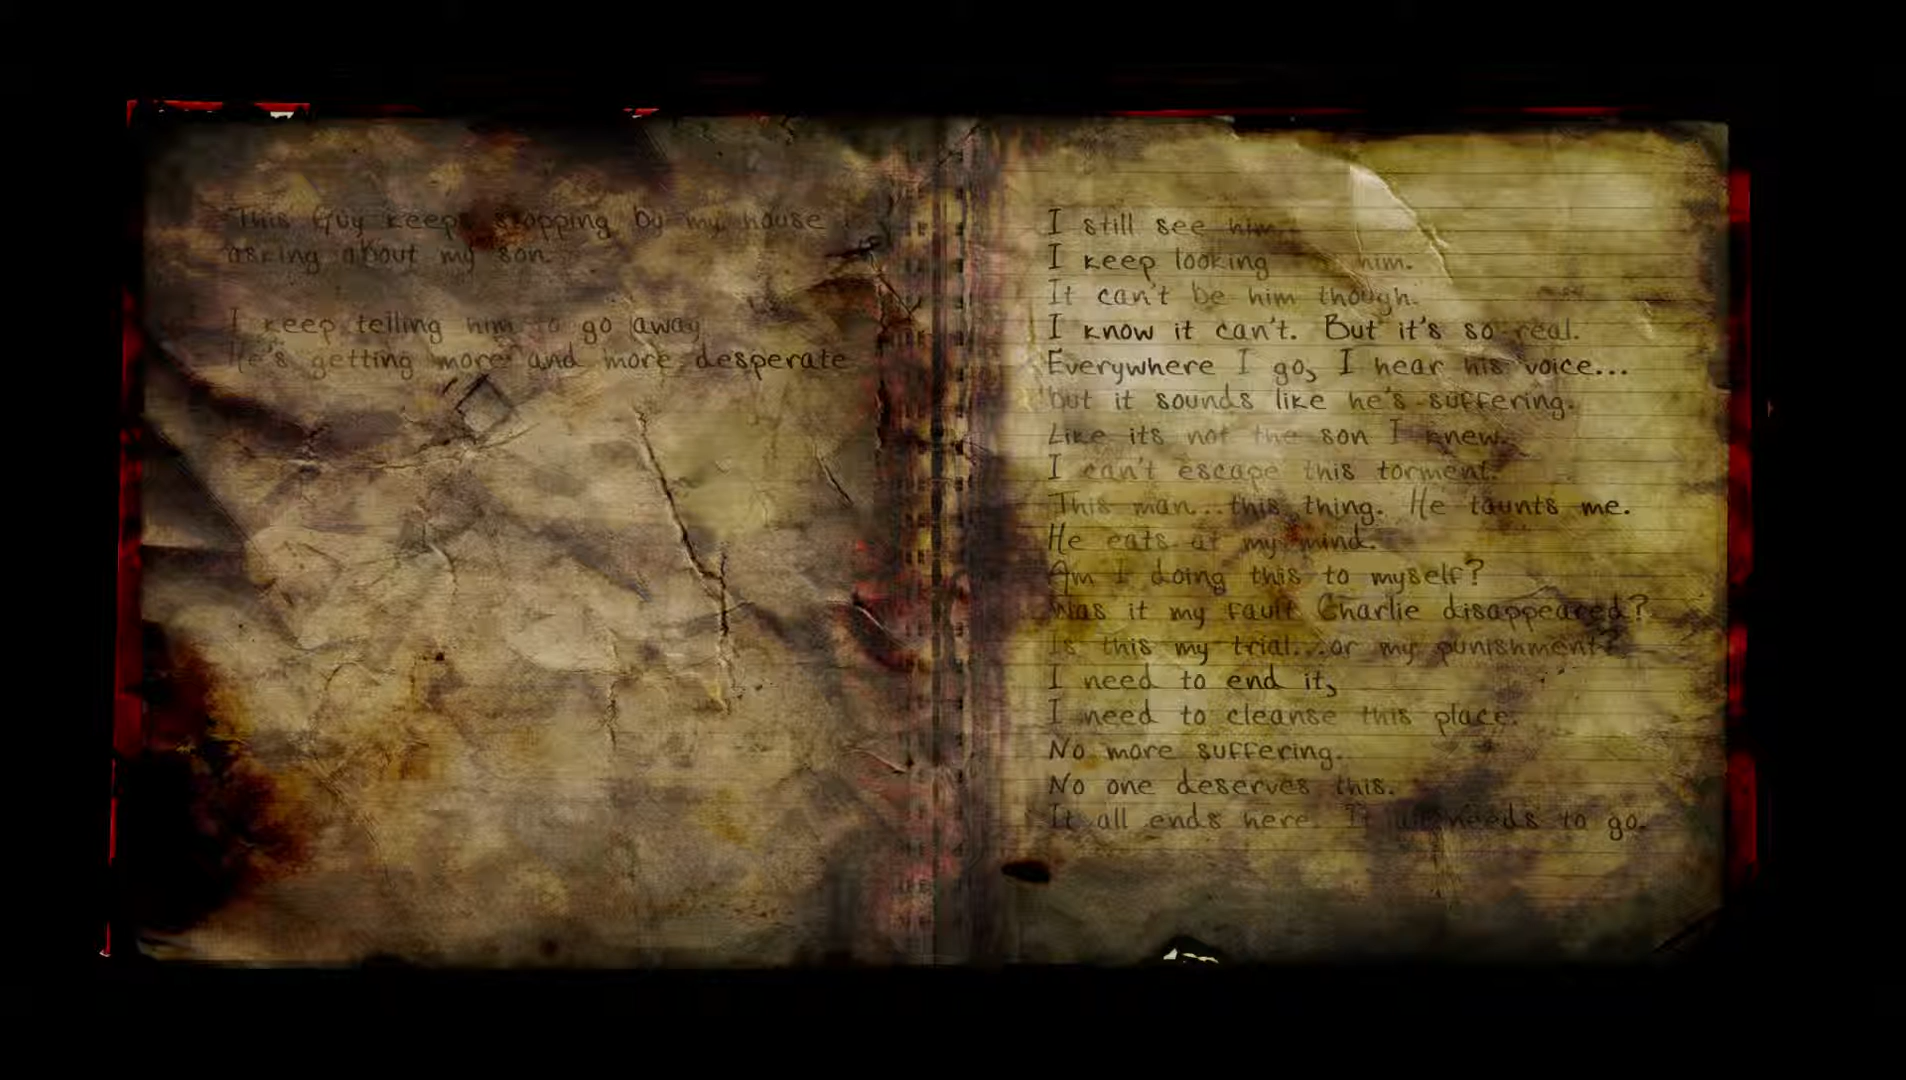 This Guy keeps stopping by my house
asking about my son.
I keep telling him to go away
He's getting more and more desperate
I still see him.
I keep looking him.
It can't be him though.
I know it can't. But it's so real.
Everywhere I go, I hear his voice...
but it sounds like he's suffering.
Like its not the son I knew.
I can't escape this torment.
This man...this thing. He taunts me.
He eats at my mind.
Am I doing this to myself?
Was it my fault Charlie disappeared?
Is this my trial...or my punishment?
I need to end it,
I need to cleanse this place.
No more suffering.
No one deserves this.
It all ends here. It all needs to go.